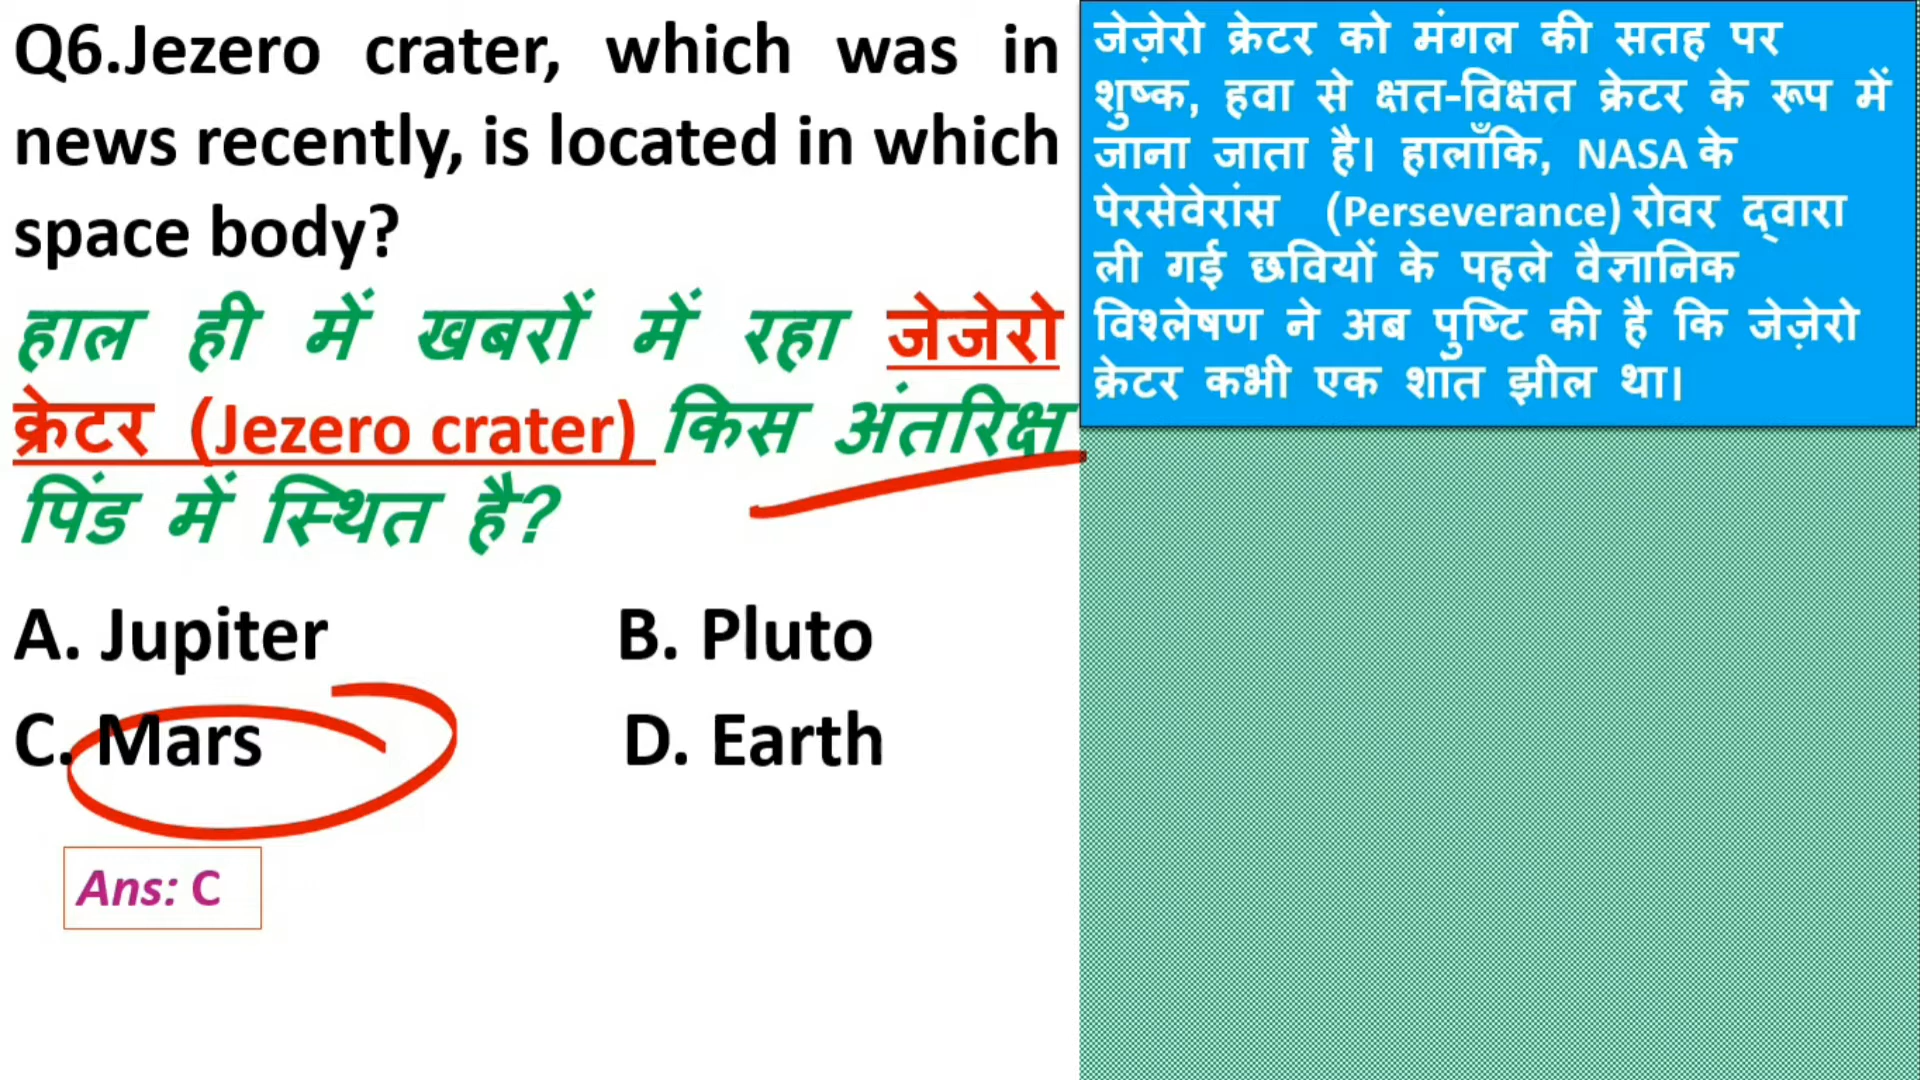 Q6.Jezero crater, which was in
news recently, is located in which
space body?
हाल ही में खबरों में रहा जेजेरो
क्रेटर (Jezero crater) किस अंतरिक्ष
पिंड में स्थित है?
A. Jupiter B. Pluto
C. Mars D. Earth
Ans: C
जेज़ेरो क्रेटर को मंगल की सतह पर
शुष्क, हवा से क्षत-विक्षत क्रेटर के रूप में
जाना जाता है। हालाँकि, NASA के
पेरसेवेरांस (Perseverance) रोवर द्वारा
ली गई छवियों के पहले वैज्ञानिक
विश्लेषण ने अब पुष्टि की है कि जेज़ेरो
क्रेटर कभी एक शांत झील था।